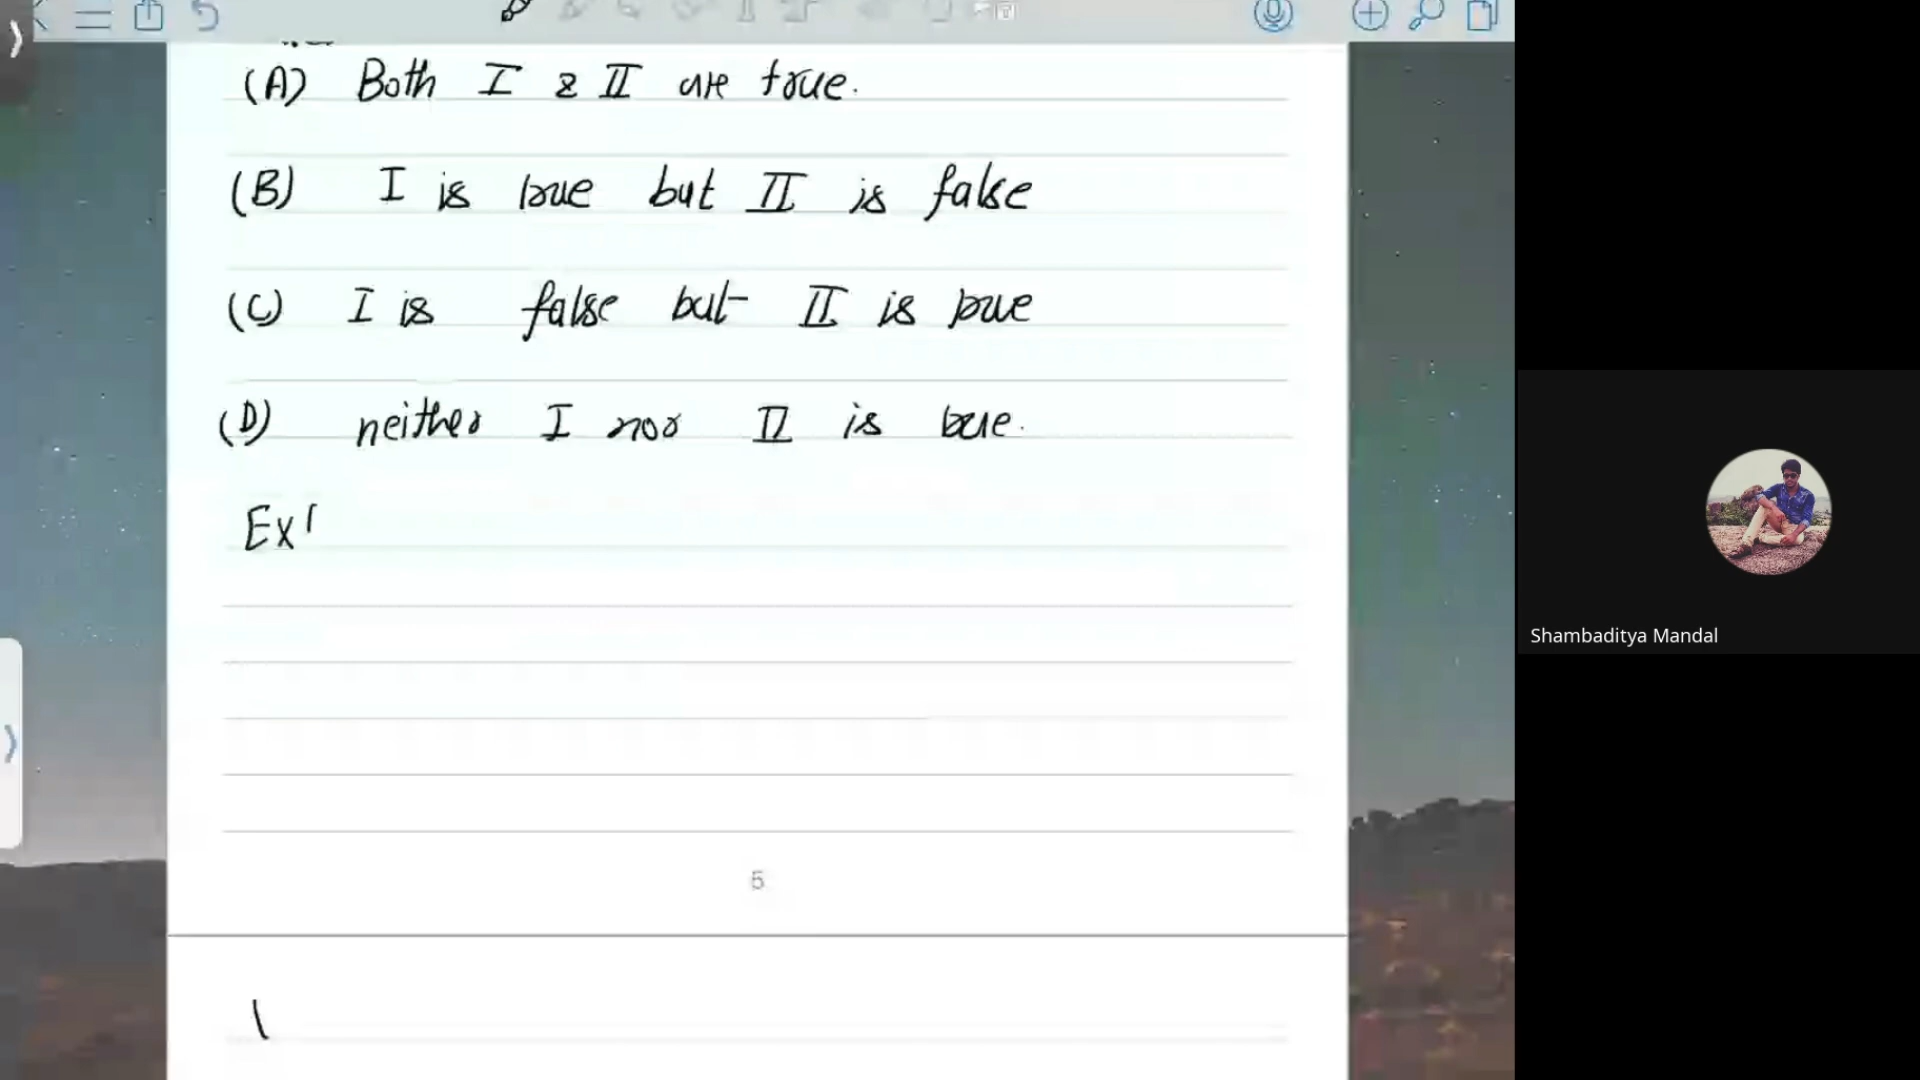 (A) Both I & II are true.
(B) I is true but II is false
(C) I is false but II is true
(D) neither I nor II is true.
Ex
5
Shambaditya Mandal